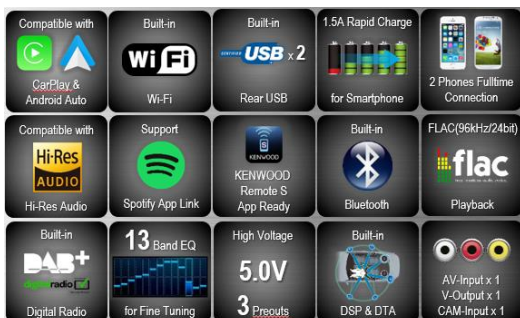 Compatible with
CarPlay &
Android Auto
Built-in
Wi Fi
Wi-Fi
Built-in
USB x 2
Rear USB
1.5A Rapid Charge
for Smartphone
2 Phones Fulltime
Connection
Compatible with
Hi-Res
AUDIO
Hi-Res Audio
Support
Spotify App Link
KENWOOD
KENWOOD
Remote S
App Ready
Built-in
Bluetooth
FLAC(96kHz/24bit)
flac
Playback
Built-in
DAB+
digitalradio
Digital Radio
13 Band EQ
for Fine Tuning
High Voltage
5.0V
3 Preouts
Built-in
DSP & DTA
AV-Input x 1
V-Output x 1
CAM-Input x 1